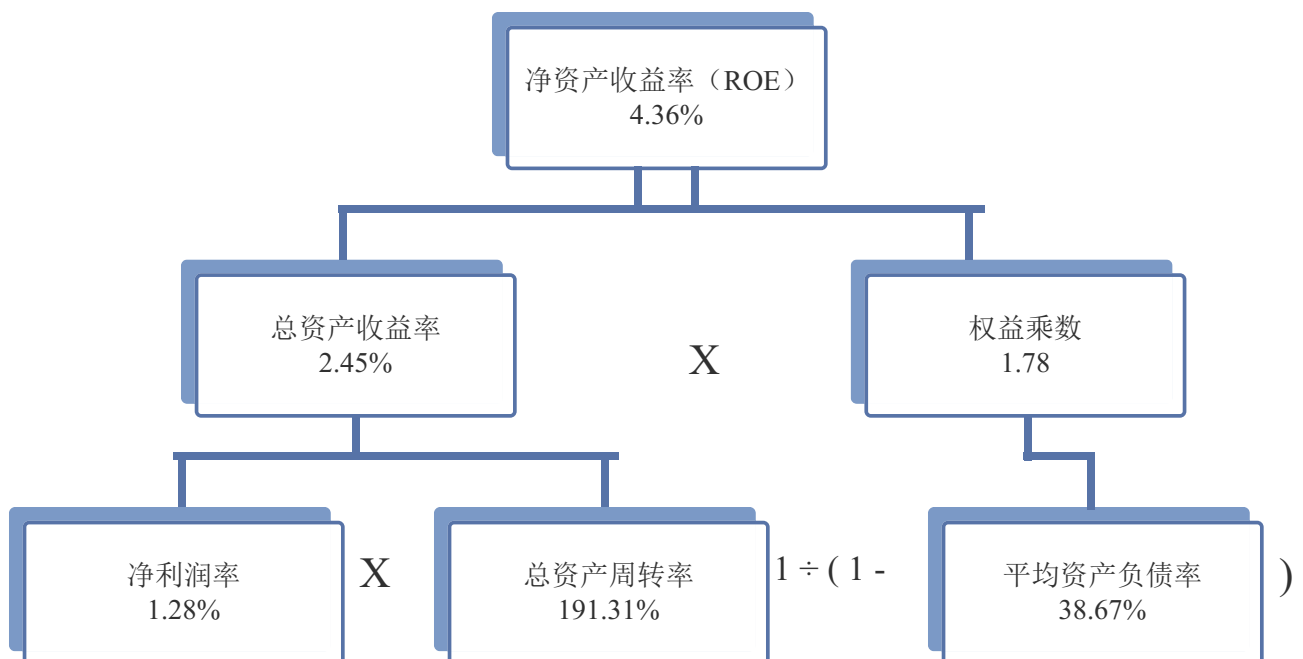 净资产收益率（ROE）
4.36%
总资产收益率
2.45%
X
权益乘数
1.78
净利润率
1.28%
X
总资产周转率
191.31%
1 ÷ ( 1 -
平均资产负债率
38.67%
)